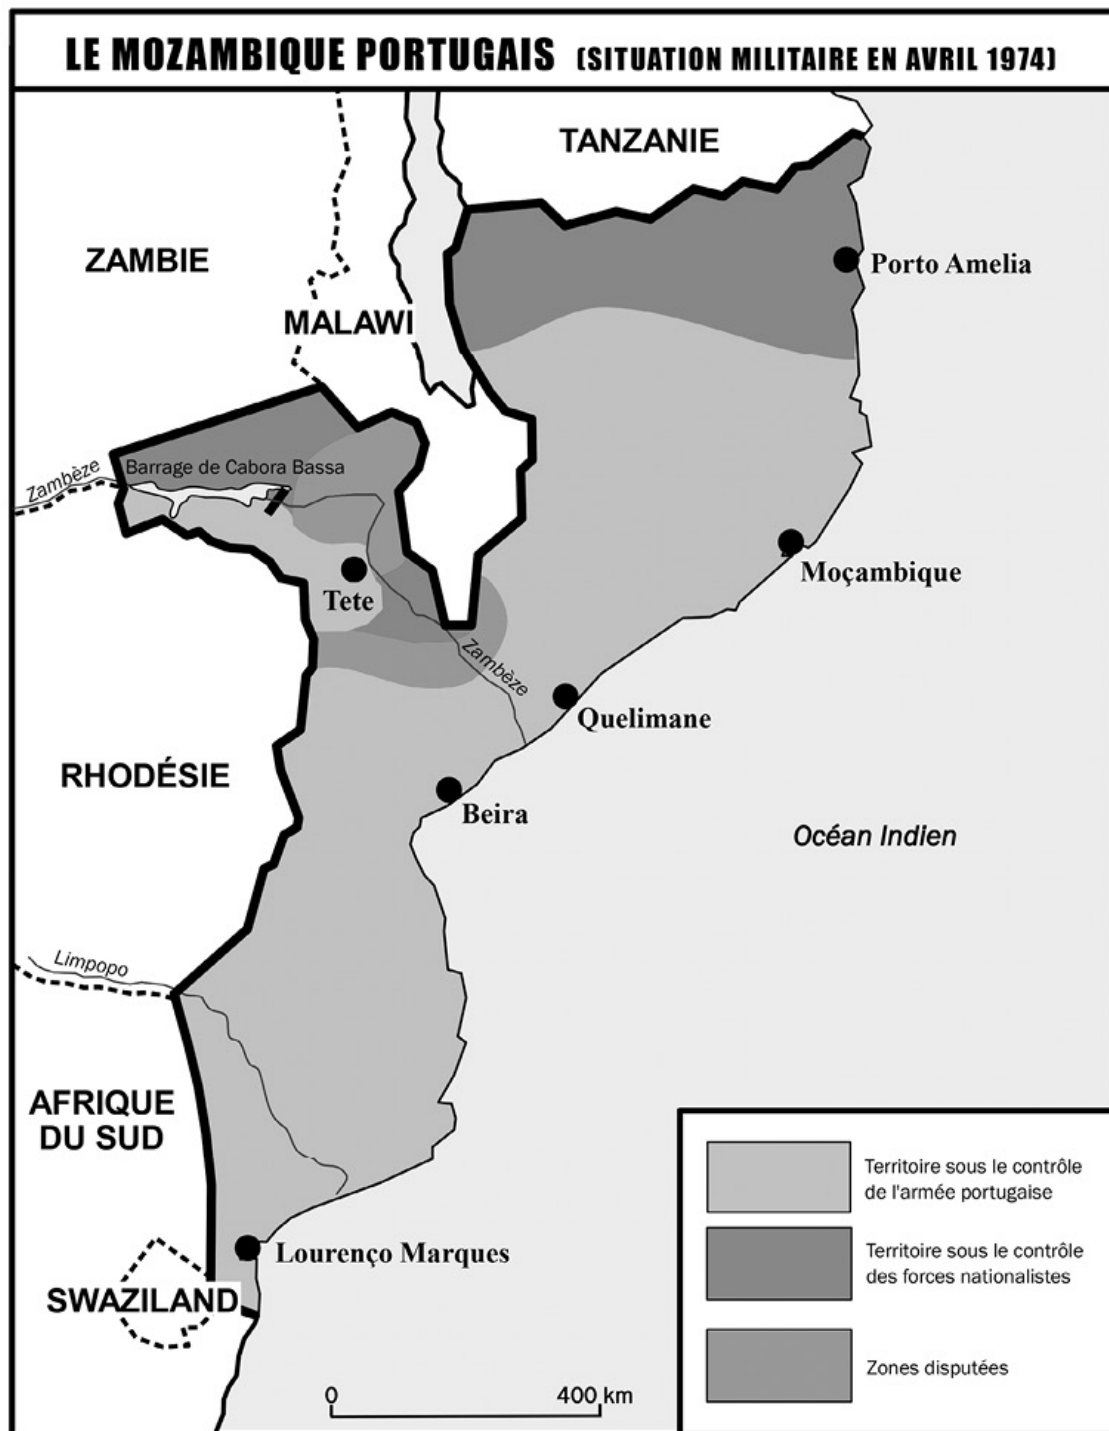 LE MOZAMBIQUE PORTUGAIS (SITUATION MILITAIRE EN AVRIL 1974)
TANZANIE
ZAMBIE
Porto Amelia
MALAWI
Barrage de Cabora Bassa
Zambèze
Moçambique
Tete
Zambèze
Quelimane
RHODÉSIE
Beira
Océan Indien
Limpopo
AFRIQUE
DU SUD
Lourenço Marques
SWAZILAND
0 400 km
Territoire sous le contrôle
de l'armée portugaise
Territoire sous le contrôle
des forces nationalistes
Zones disputées